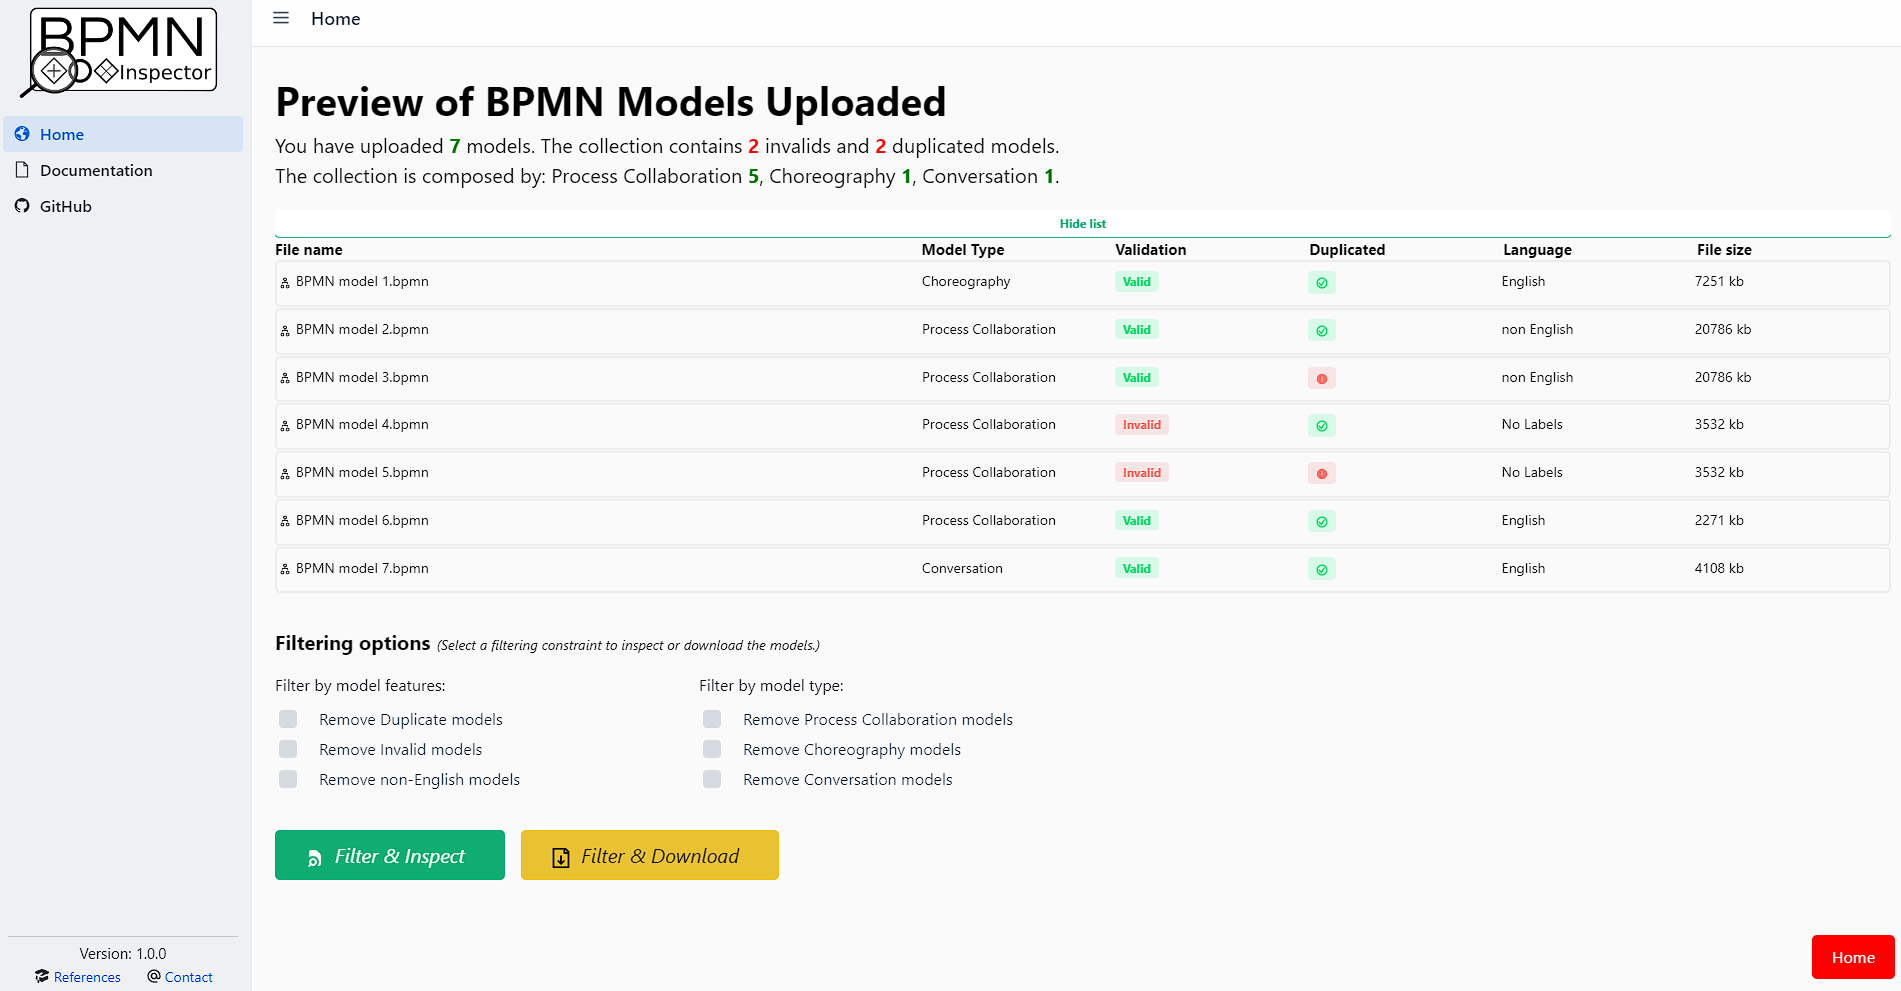 BPMN
Inspector
Home
Documentation
GitHub
Version: 1.0.0
References Contact
Home
Preview of BPMN Models Uploaded
You have uploaded 7 models. The collection contains 2 invalids and 2 duplicated models.
The collection is composed by: Process Collaboration 5, Choreography 1, Conversation 1.
Hide list
File name Model Type Validation Duplicated Language File size
BPMN model 1.bpmn Choreography Valid English 7251 kb
BPMN model 2.bpmn Process Collaboration Valid non English 20786 kb
BPMN model 3.bpmn Process Collaboration Valid non English 20786 kb
BPMN model 4.bpmn Process Collaboration Invalid No Labels 3532 kb
BPMN model 5.bpmn Process Collaboration Invalid No Labels 3532 kb
BPMN model 6.bpmn Process Collaboration Valid English 2271 kb
BPMN model 7.bpmn Conversation Valid English 4108 kb
Filtering options (Select a filtering constraint to inspect or download the models.)
Filter by model features:
Remove Duplicate models
Remove Invalid models
Remove non-English models
Filter by model type:
Remove Process Collaboration models
Remove Choreography models
Remove Conversation models
Filter & Inspect
Filter & Download
Home